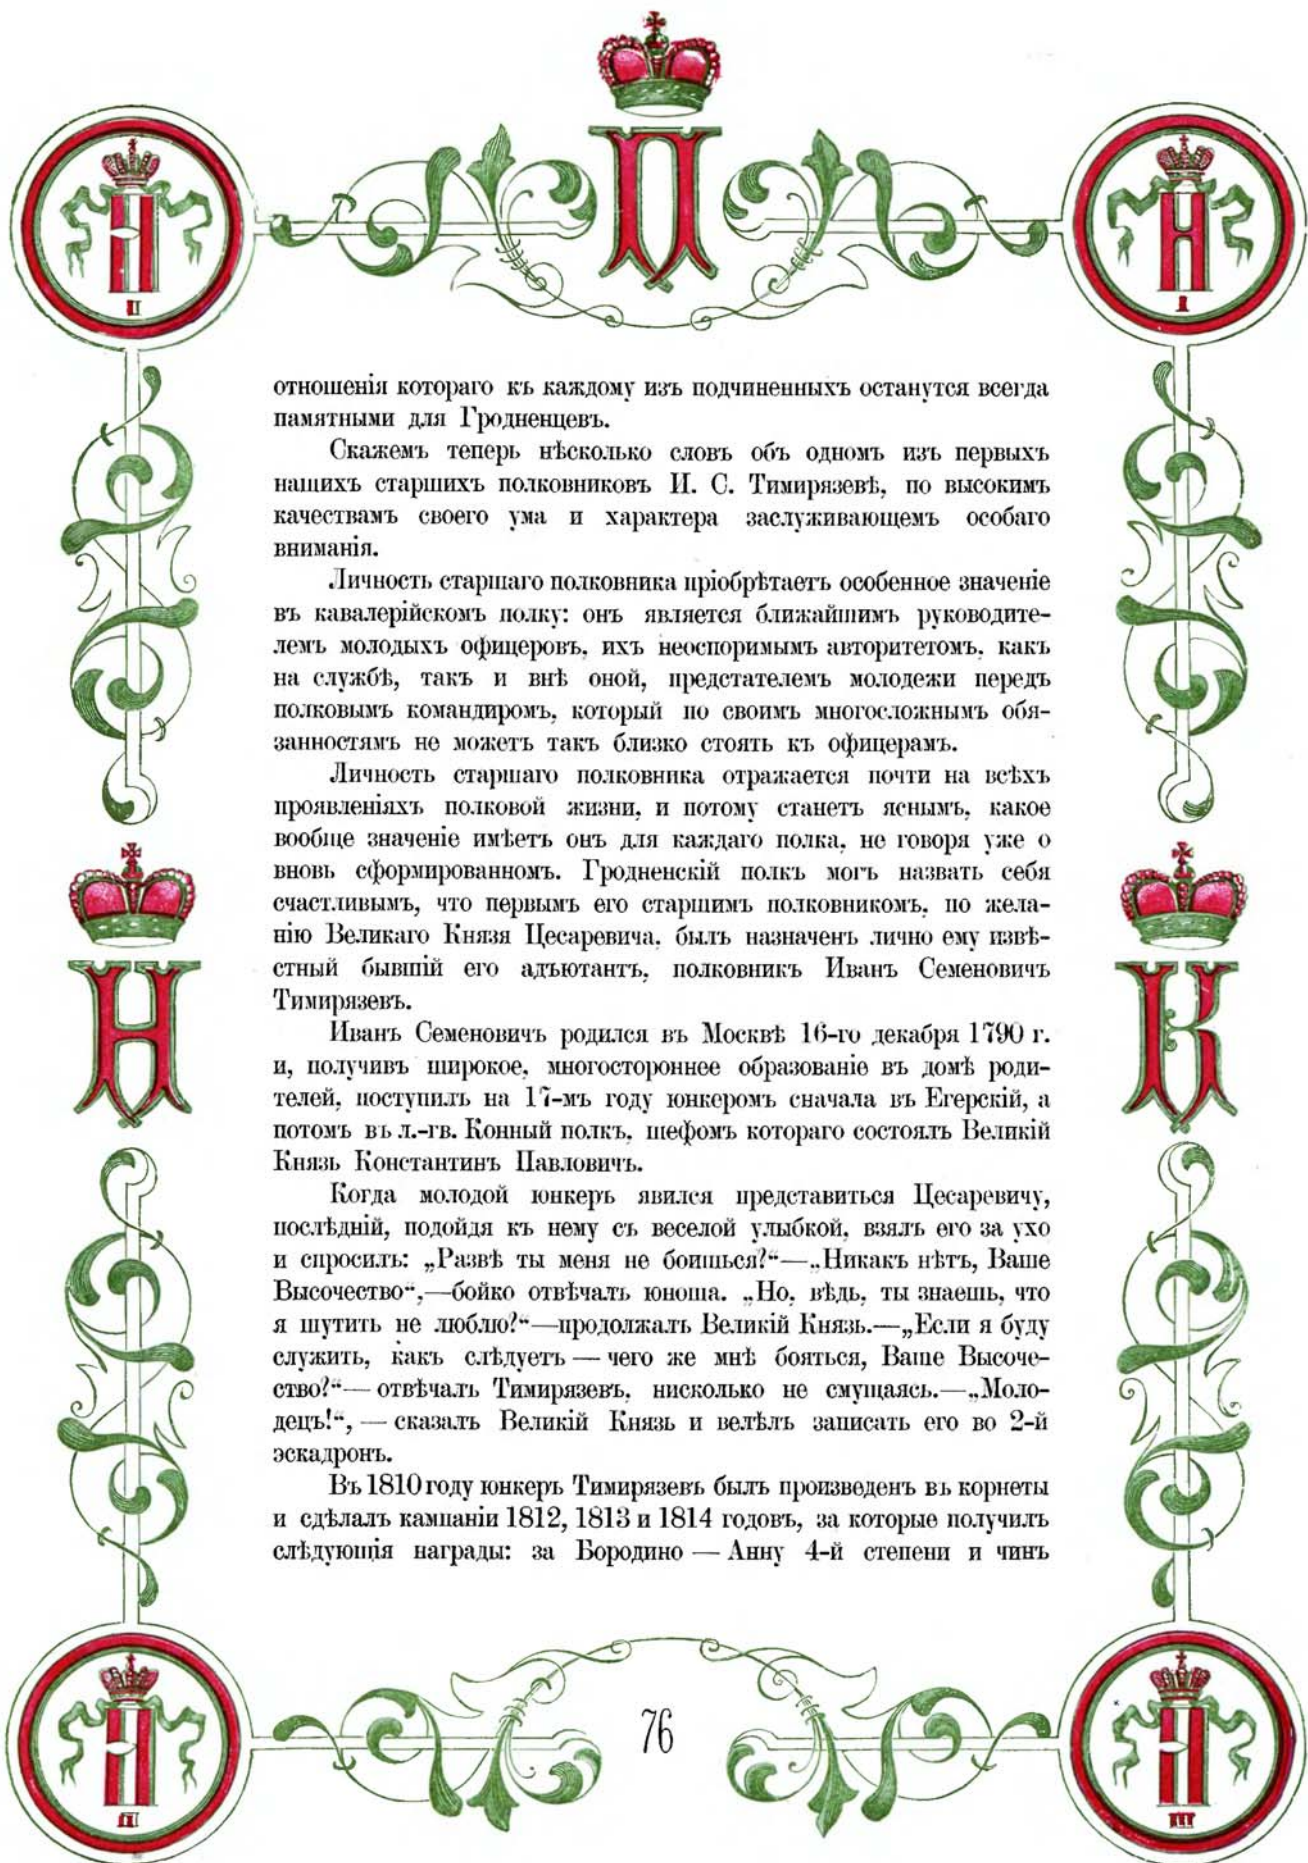 П
II
I
отношенія котораго къ каждому изъ подчиненныхъ останутся всегда
памятными для Гродненцевъ.
Скажемъ теперь нѣсколько словъ объ одномъ изъ первыхъ
нашихъ старшихъ полковниковъ И. С. Тимирязевѣ, по высокимъ
качествамъ своего ума и характера заслуживающемъ особаго
вниманія.
Личность старшаго полковника пріобрѣтаетъ особенное значеніе
въ кавалерійскомъ полку: онъ является ближайшимъ руководите-
лемъ молодыхъ офицеровъ, ихъ неоспоримымъ авторитетомъ, какъ
на службѣ, такъ и внѣ оной, предстателемъ молодежи передъ
полковымъ командиромъ, который по своимъ многосложнымъ обя-
занностямъ не можетъ такъ близко стоять къ офицерамъ.
Личность старшаго полковника отражается почти на всѣхъ
проявленіяхъ полковой жизни, и потому станетъ яснымъ, какое
вообще значеніе имѣетъ онъ для каждаго полка, не говоря уже о
вновь сформированномъ. Гродненскій полкъ могъ назвать себя
счастливымъ, что первымъ его старшимъ полковникомъ, по жела-
нію Великаго Князя Цесаревича, былъ назначенъ лично ему извѣ-
стный бывшій его адъютантъ, полковникъ Иванъ Семеновичъ
Тимирязевъ.
Иванъ Семеновичъ родился въ Москвѣ 16-го декабря 1790 г.
и, получивъ широкое, многостороннее образованіе въ домѣ роди-
телей, поступилъ на 17-мъ году юнкеромъ сначала въ Егерскій, а
потомъ въ л.-гв. Конный полкъ, шефомъ котораго состоялъ Великій
Князь Константинъ Павловичъ.
Когда молодой юнкеръ явился представиться Цесаревичу,
послѣдній, подойдя къ нему съ веселой улыбкой, взялъ его за ухо
и спросилъ: „Развѣ ты меня не боишься?“—„Никакъ нѣтъ, Ваше
Высочество“,—бойко отвѣчалъ юноша. „Но, вѣдь, ты знаешь, что
я шутить не люблю?“—продолжалъ Великій Князь.—„Если я буду
служить, какъ слѣдуетъ — чего же мнѣ бояться, Ваше Высоче-
ство?“— отвѣчалъ Тимирязевъ, нисколько не смущаясь.—„Моло-
децъ!“, — сказалъ Великій Князь и велѣлъ записать его во 2-й
эскадронъ.
Въ 1810 году юнкеръ Тимирязевъ былъ произведенъ въ корнеты
и сдѣлалъ кампаніи 1812, 1813 и 1814 годовъ, за которые получилъ
слѣдующія награды: за Бородино — Анну 4-й степени и чинъ
Н
К
76
III